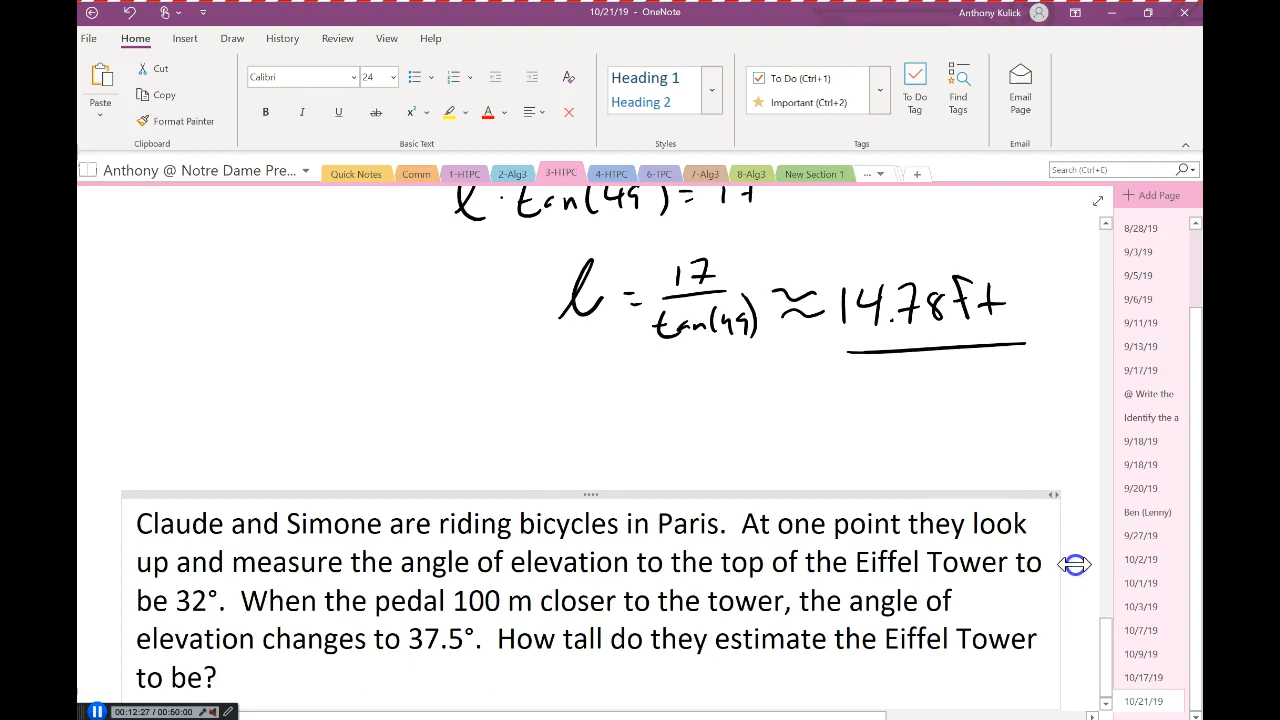 10/21/19 - OneNote
Anthony Kulick
File Home Insert Draw History Review View Help
Paste
Cut
Copy
Format Painter
Clipboard
Calibri 24
B I U ab x² A
Basic Text
Heading 1
Heading 2
Styles
To Do (Ctrl+1)
Important (Ctrl+2)
To Do Tag
Find Tags
Tags
Email Page
Email
Anthony @ Notre Dame Pre...
Quick Notes Comm 1-HTPC 2-Alg3 3-HTPC 4-HTPC 6-TPC 7-Alg3 8-Alg3 New Section 1 ...
Search (Ctrl+E)
Add Page
8/28/19
9/3/19
9/5/19
9/6/19
9/11/19
9/13/19
9/17/19
@ Write the
Identify the a
9/18/19
9/18/19
9/20/19
Ben (Lenny)
9/27/19
10/2/19
10/1/19
10/3/19
10/7/19
10/9/19
10/17/19
10/21/19
l · tan(49) = 17
l = 17/tan(49) ≈ 14.78ft
Claude and Simone are riding bicycles in Paris. At one point they look
up and measure the angle of elevation to the top of the Eiffel Tower to
be 32°. When the pedal 100 m closer to the tower, the angle of
elevation changes to 37.5°. How tall do they estimate the Eiffel Tower
to be?
00:12:27 / 00:50:00